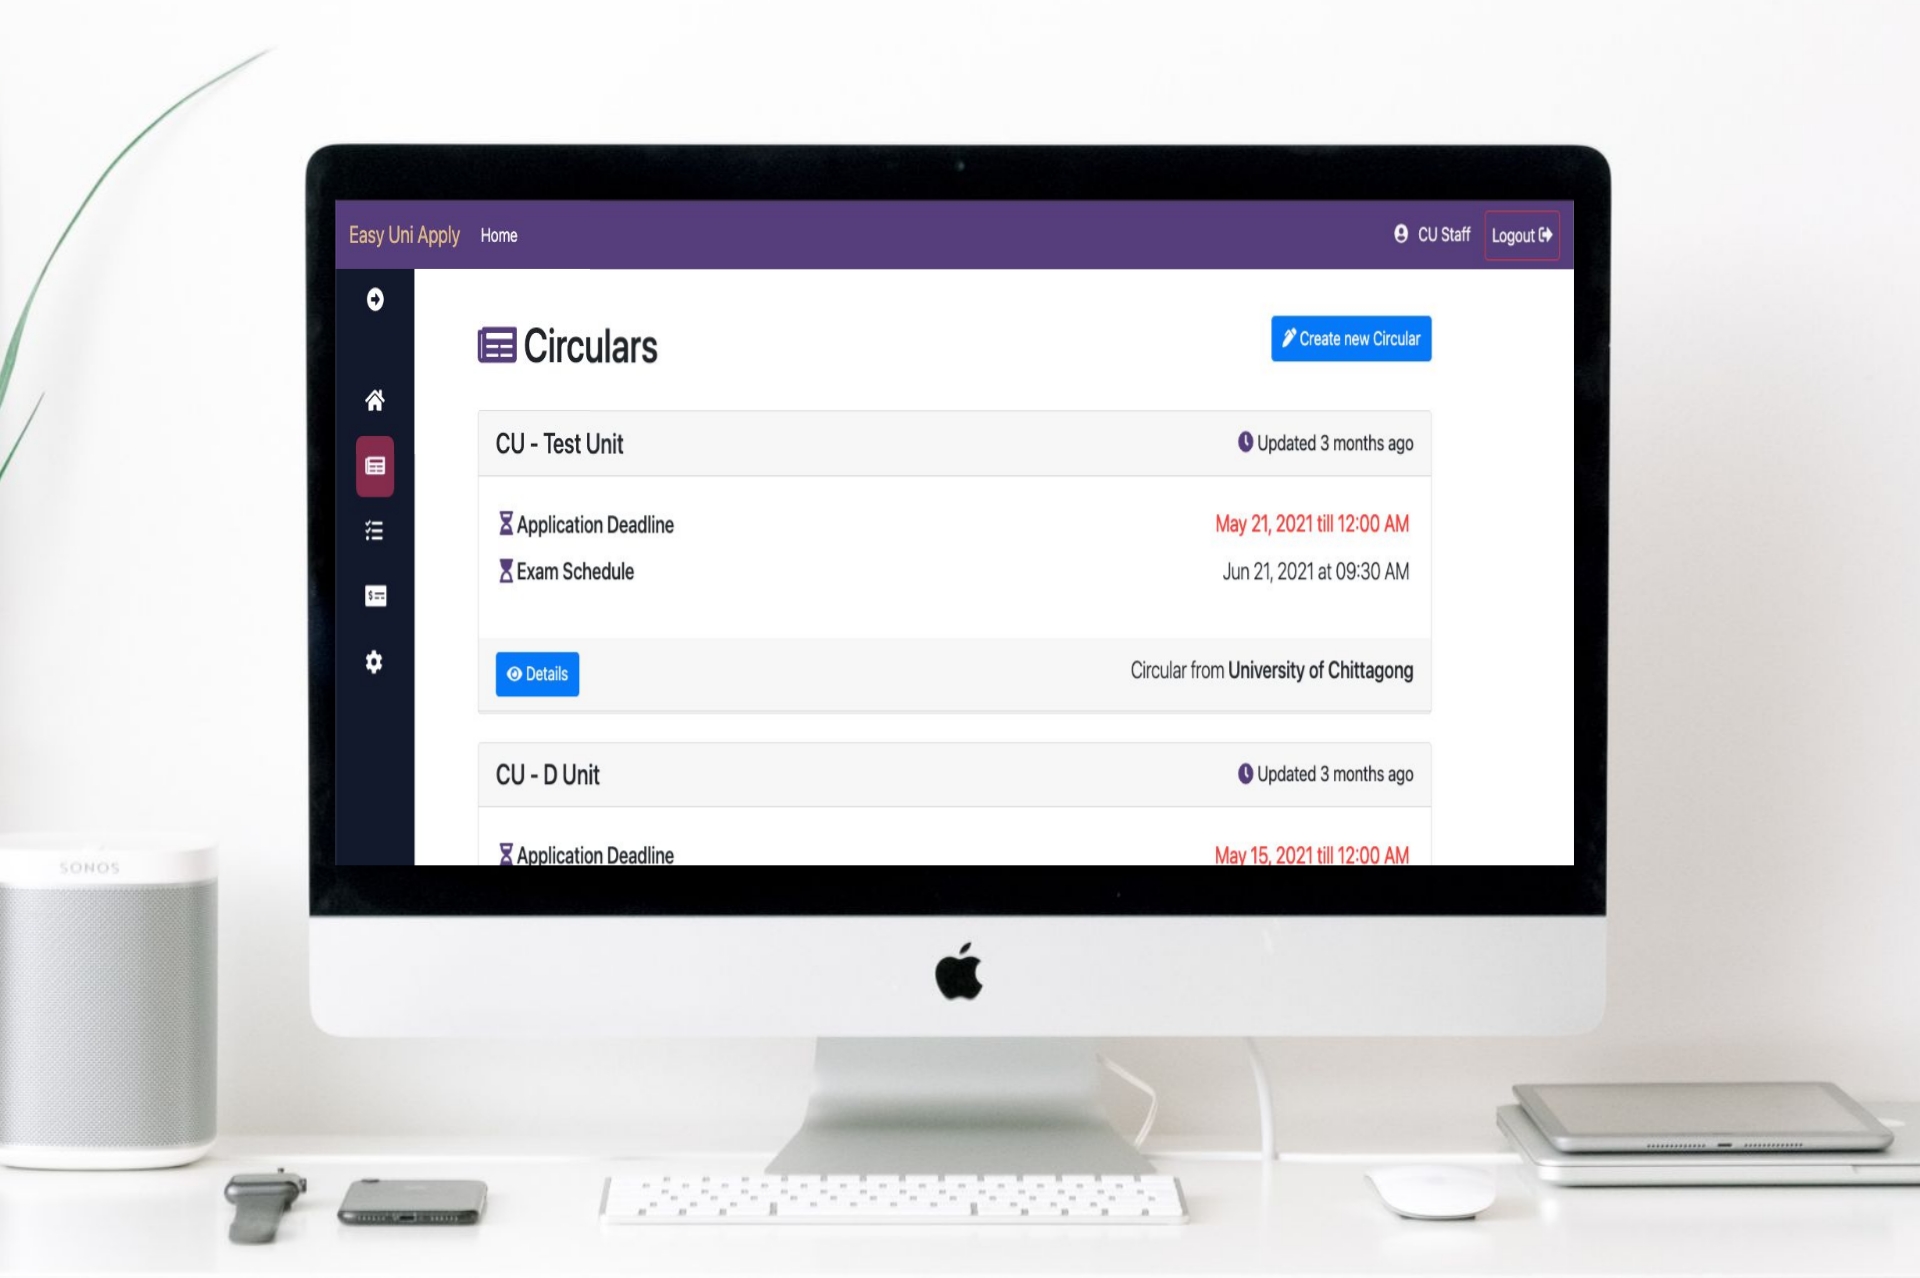 Easy Uni Apply Home CU Staff Logout
Circulars Create new Circular
CU - Test Unit Updated 3 months ago
Application Deadline May 21, 2021 till 12:00 AM
Exam Schedule Jun 21, 2021 at 09:30 AM
Details Circular from University of Chittagong
CU - D Unit Updated 3 months ago
Application Deadline May 15, 2021 till 12:00 AM
SONOS